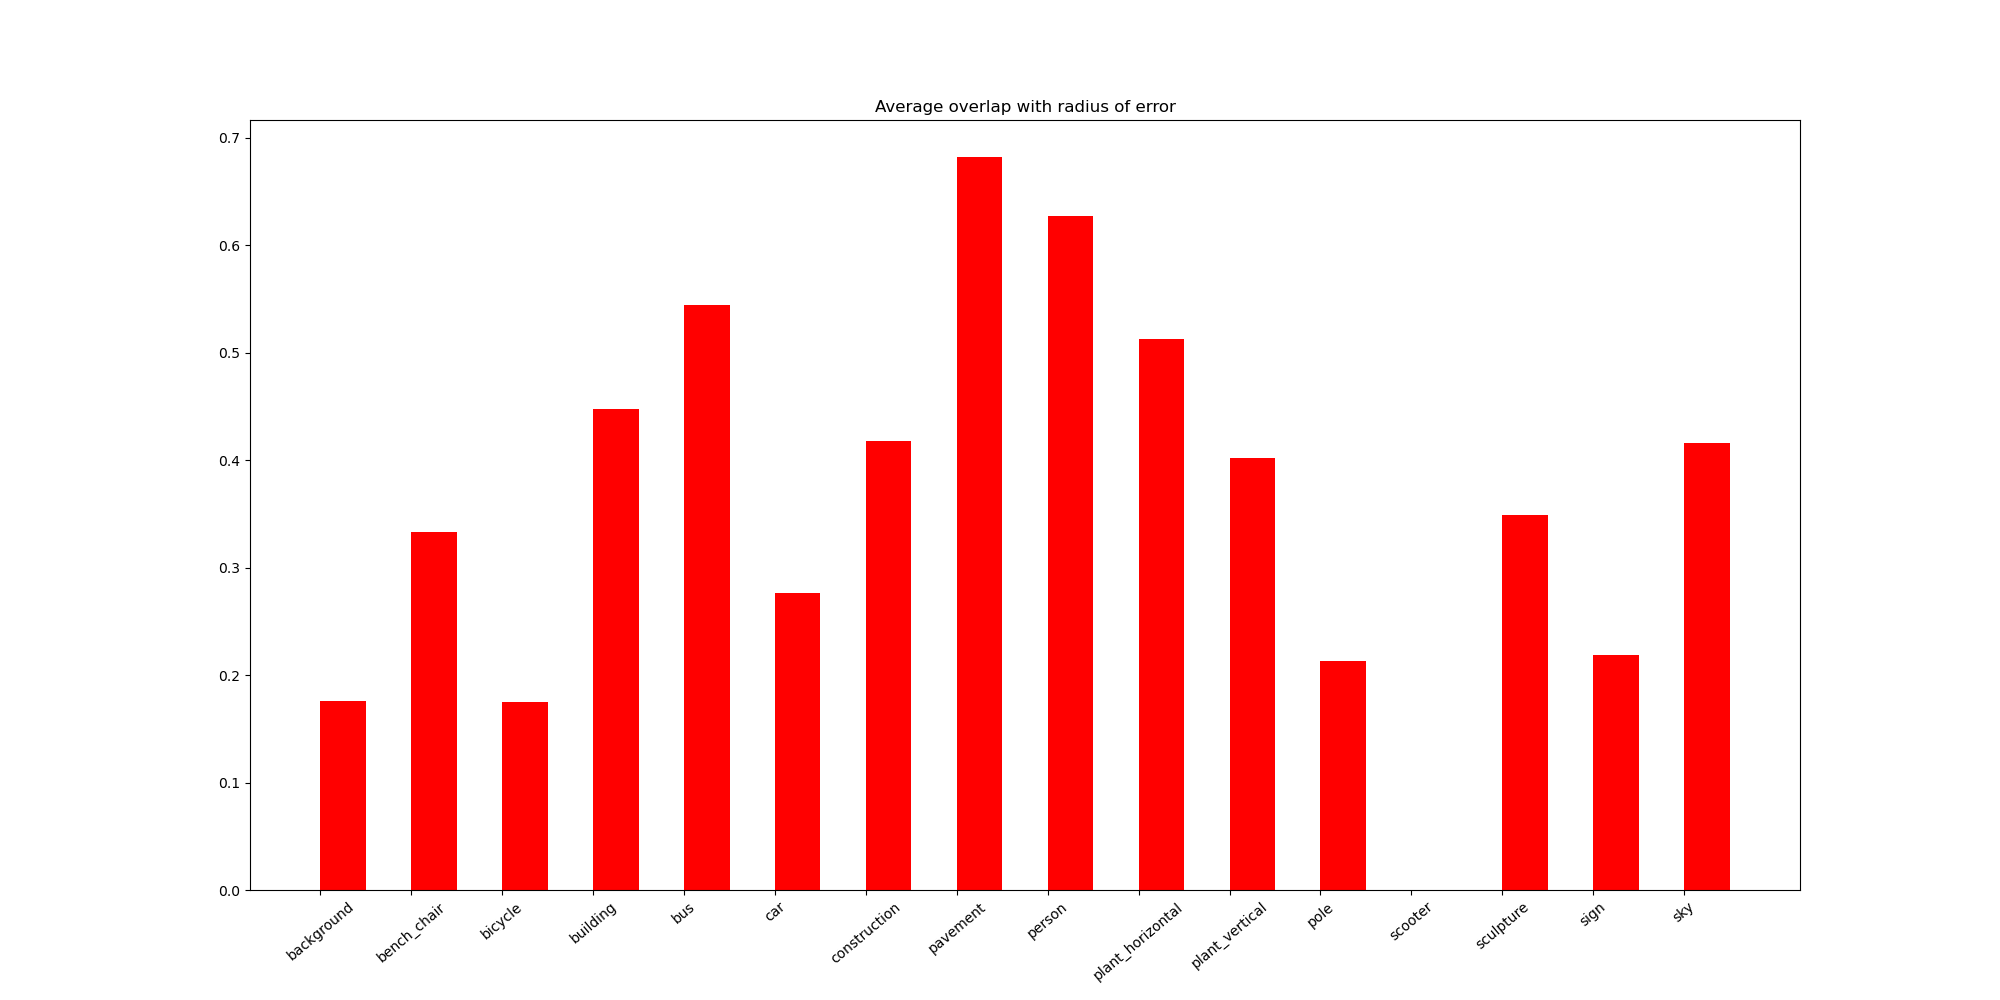 Average overlap with radius of error
0.7
0.6
0.5
0.4
0.3
0.2
0.1
0.0
background
bench_chair
bicycle
building
bus
car
construction
pavement
person
plant_horizontal
plant_vertical
pole
scooter
sculpture
sign
sky